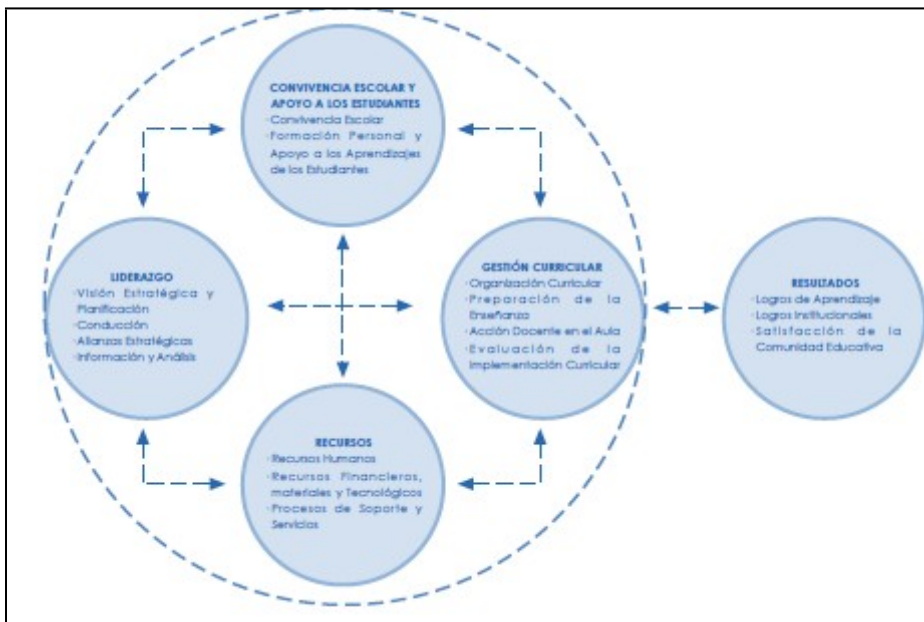 CONVIVENCIA ESCOLAR Y
APOYO A LOS ESTUDIANTES
·Convivencia Escolar
·Formación Personal y
Apoyo a los Aprendizajes
de los Estudiantes
LIDERAZGO
·Visión Estratégica y
Planificación
·Conducción
·Alianzas Estratégicas
·Información y Análisis
GESTIÓN CURRICULAR
·Organización Curricular
·Preparación de la
Enseñanza
·Acción Docente en el Aula
·Evaluación de la
Implementación Curricular
RESULTADOS
·Logros de Aprendizaje
·Logros Institucionales
·Satisfacción de la
Comunidad Educativa
RECURSOS
·Recursos Humanos
·Recursos Financieros,
materiales y Tecnológicos
·Procesos de Soporte y
Servicios